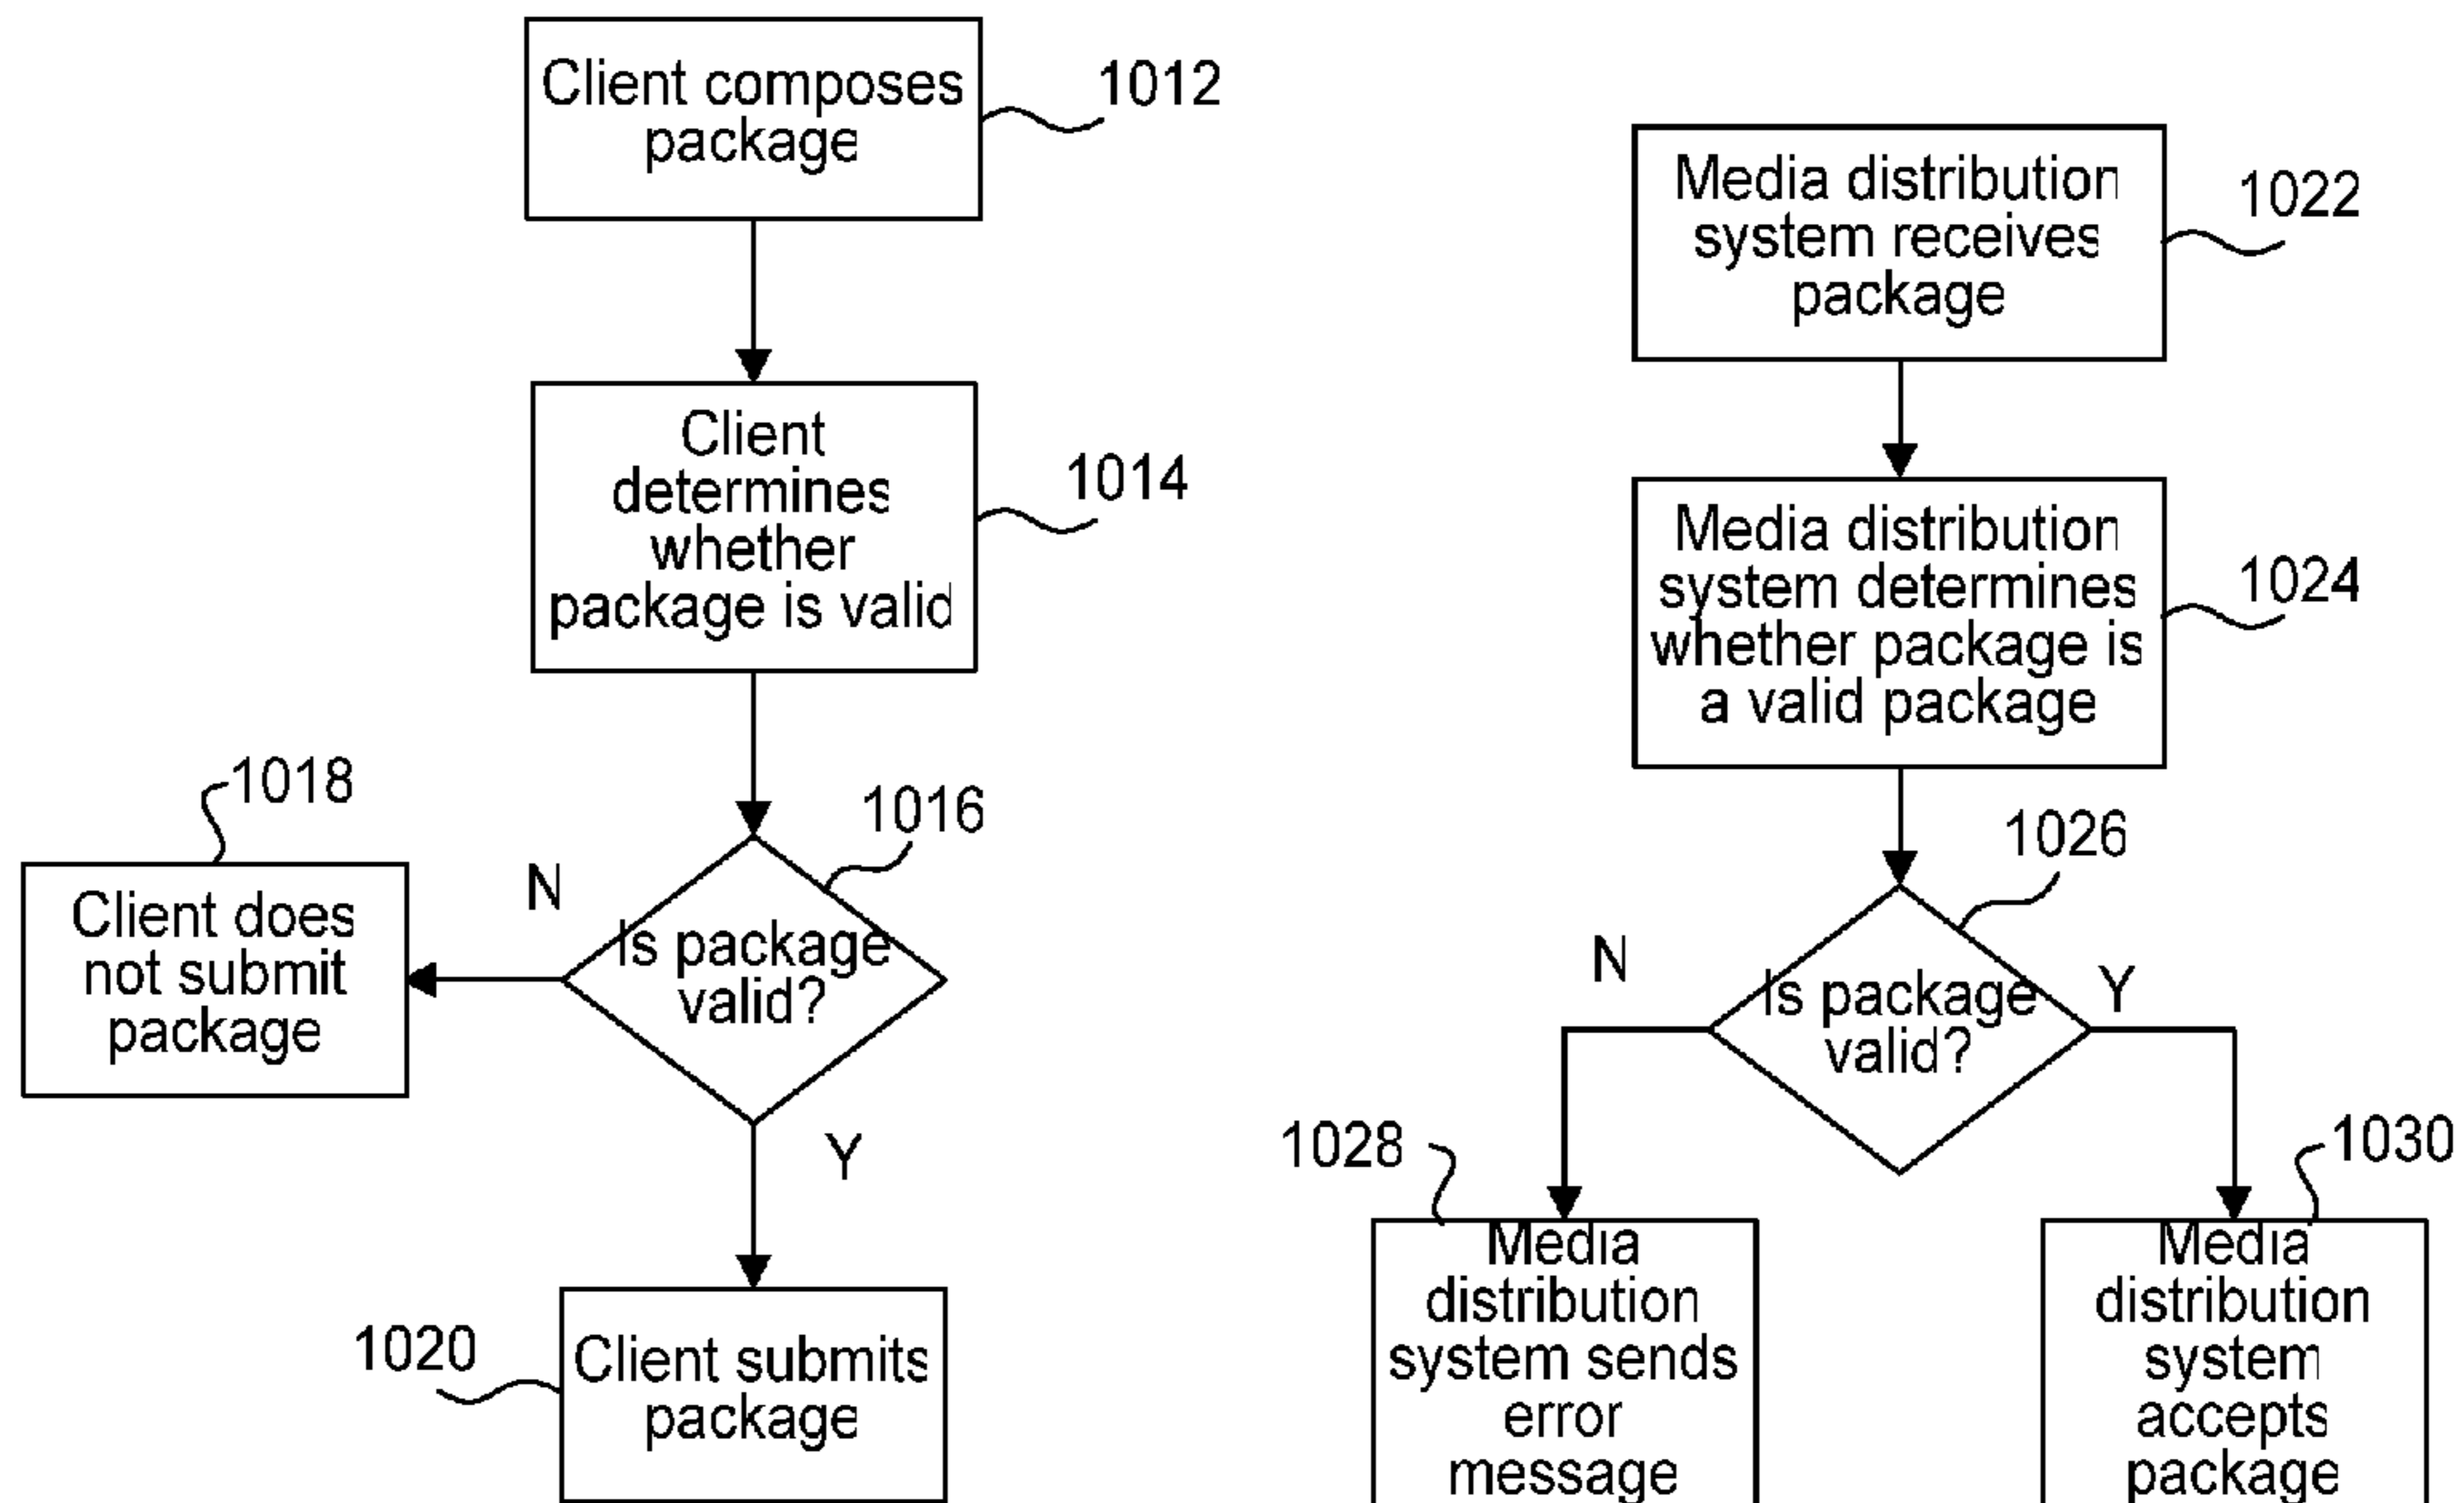 Client composes
package
1012
Client
determines
whether
package is valid
1014
1016
Is package
valid?
N
Y
1018
Client does
not submit
package
1020
Client submits
package
Media distribution
system receives
package
1022
Media distribution
system determines
whether package is
a valid package
1024
1026
Is package
valid?
N
Y
1028
Media
distribution
system sends
error
message
1030
Media
distribution
system
accepts
package